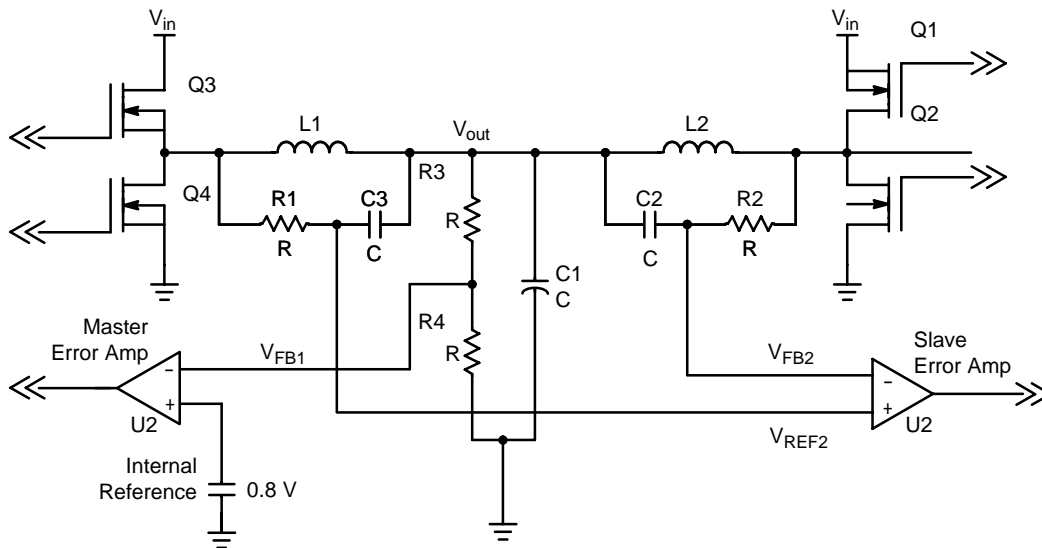 Vin
Vin
Q1
Q3
Q2
L1
Vout
L2
R3
Q4
R1
C3
C2
R2
R
R
C
C
R
C1
C
Master
Error Amp
R4
R
Slave
Error Amp
VFB1
VFB2
–
+
–
+
U2
U2
VREF2
Internal
Reference
0.8 V